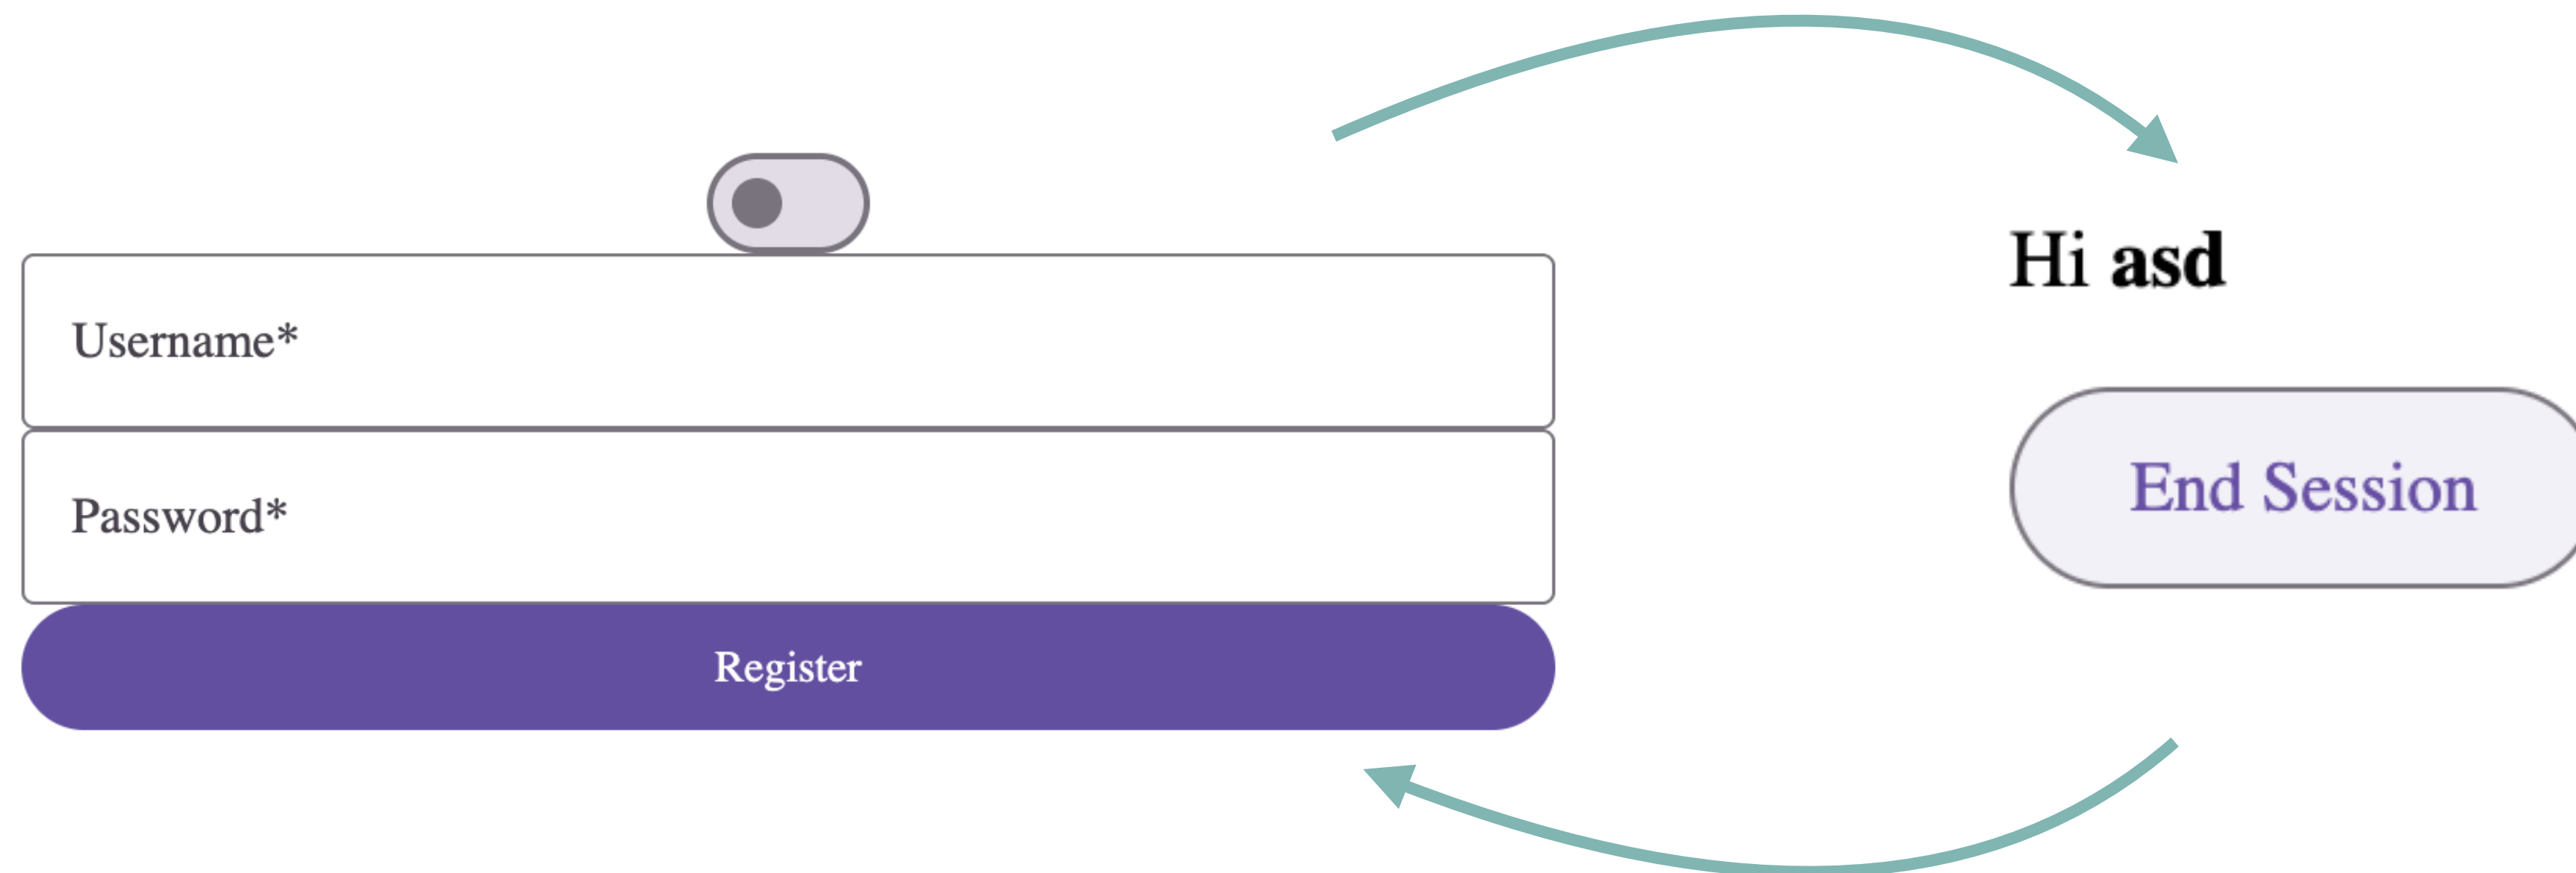 Username*
Password*
Register
Hi asd
End Session